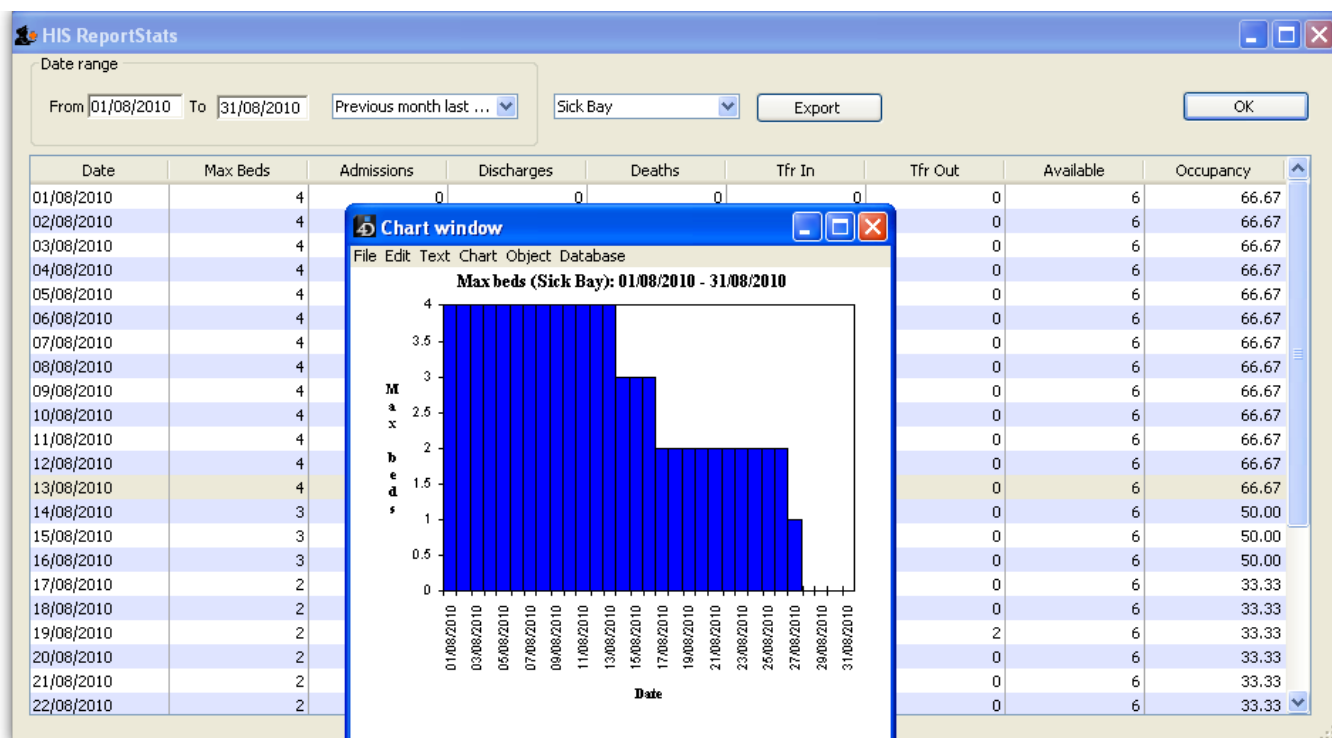 HIS ReportStats
Date range
From 01/08/2010 To 31/08/2010 Previous month last ... Sick Bay Export OK
Date Max Beds Admissions Discharges Deaths Tfr In Tfr Out Available Occupancy
01/08/2010 4 0 0 0 0 0 6 66.67
02/08/2010 4 0 6 66.67
03/08/2010 4 0 6 66.67
04/08/2010 4 0 6 66.67
05/08/2010 4 0 6 66.67
06/08/2010 4 0 6 66.67
07/08/2010 4 0 6 66.67
08/08/2010 4 0 6 66.67
09/08/2010 4 0 6 66.67
10/08/2010 4 0 6 66.67
11/08/2010 4 0 6 66.67
12/08/2010 4 0 6 66.67
13/08/2010 4 0 6 66.67
14/08/2010 3 0 6 50.00
15/08/2010 3 0 6 50.00
16/08/2010 3 0 6 50.00
17/08/2010 2 0 6 33.33
18/08/2010 2 0 6 33.33
19/08/2010 2 2 6 33.33
20/08/2010 2 0 6 33.33
21/08/2010 2 0 6 33.33
22/08/2010 2 0 6 33.33
4D Chart window
File Edit Text Chart Object Database
Max beds (Sick Bay): 01/08/2010 - 31/08/2010
Max beds
4
3.5
3
2.5
2
1.5
1
0.5
0
01/08/2010 03/08/2010 05/08/2010 07/08/2010 09/08/2010 11/08/2010 13/08/2010 15/08/2010 17/08/2010 19/08/2010 21/08/2010 23/08/2010 25/08/2010 27/08/2010 29/08/2010 31/08/2010
Date